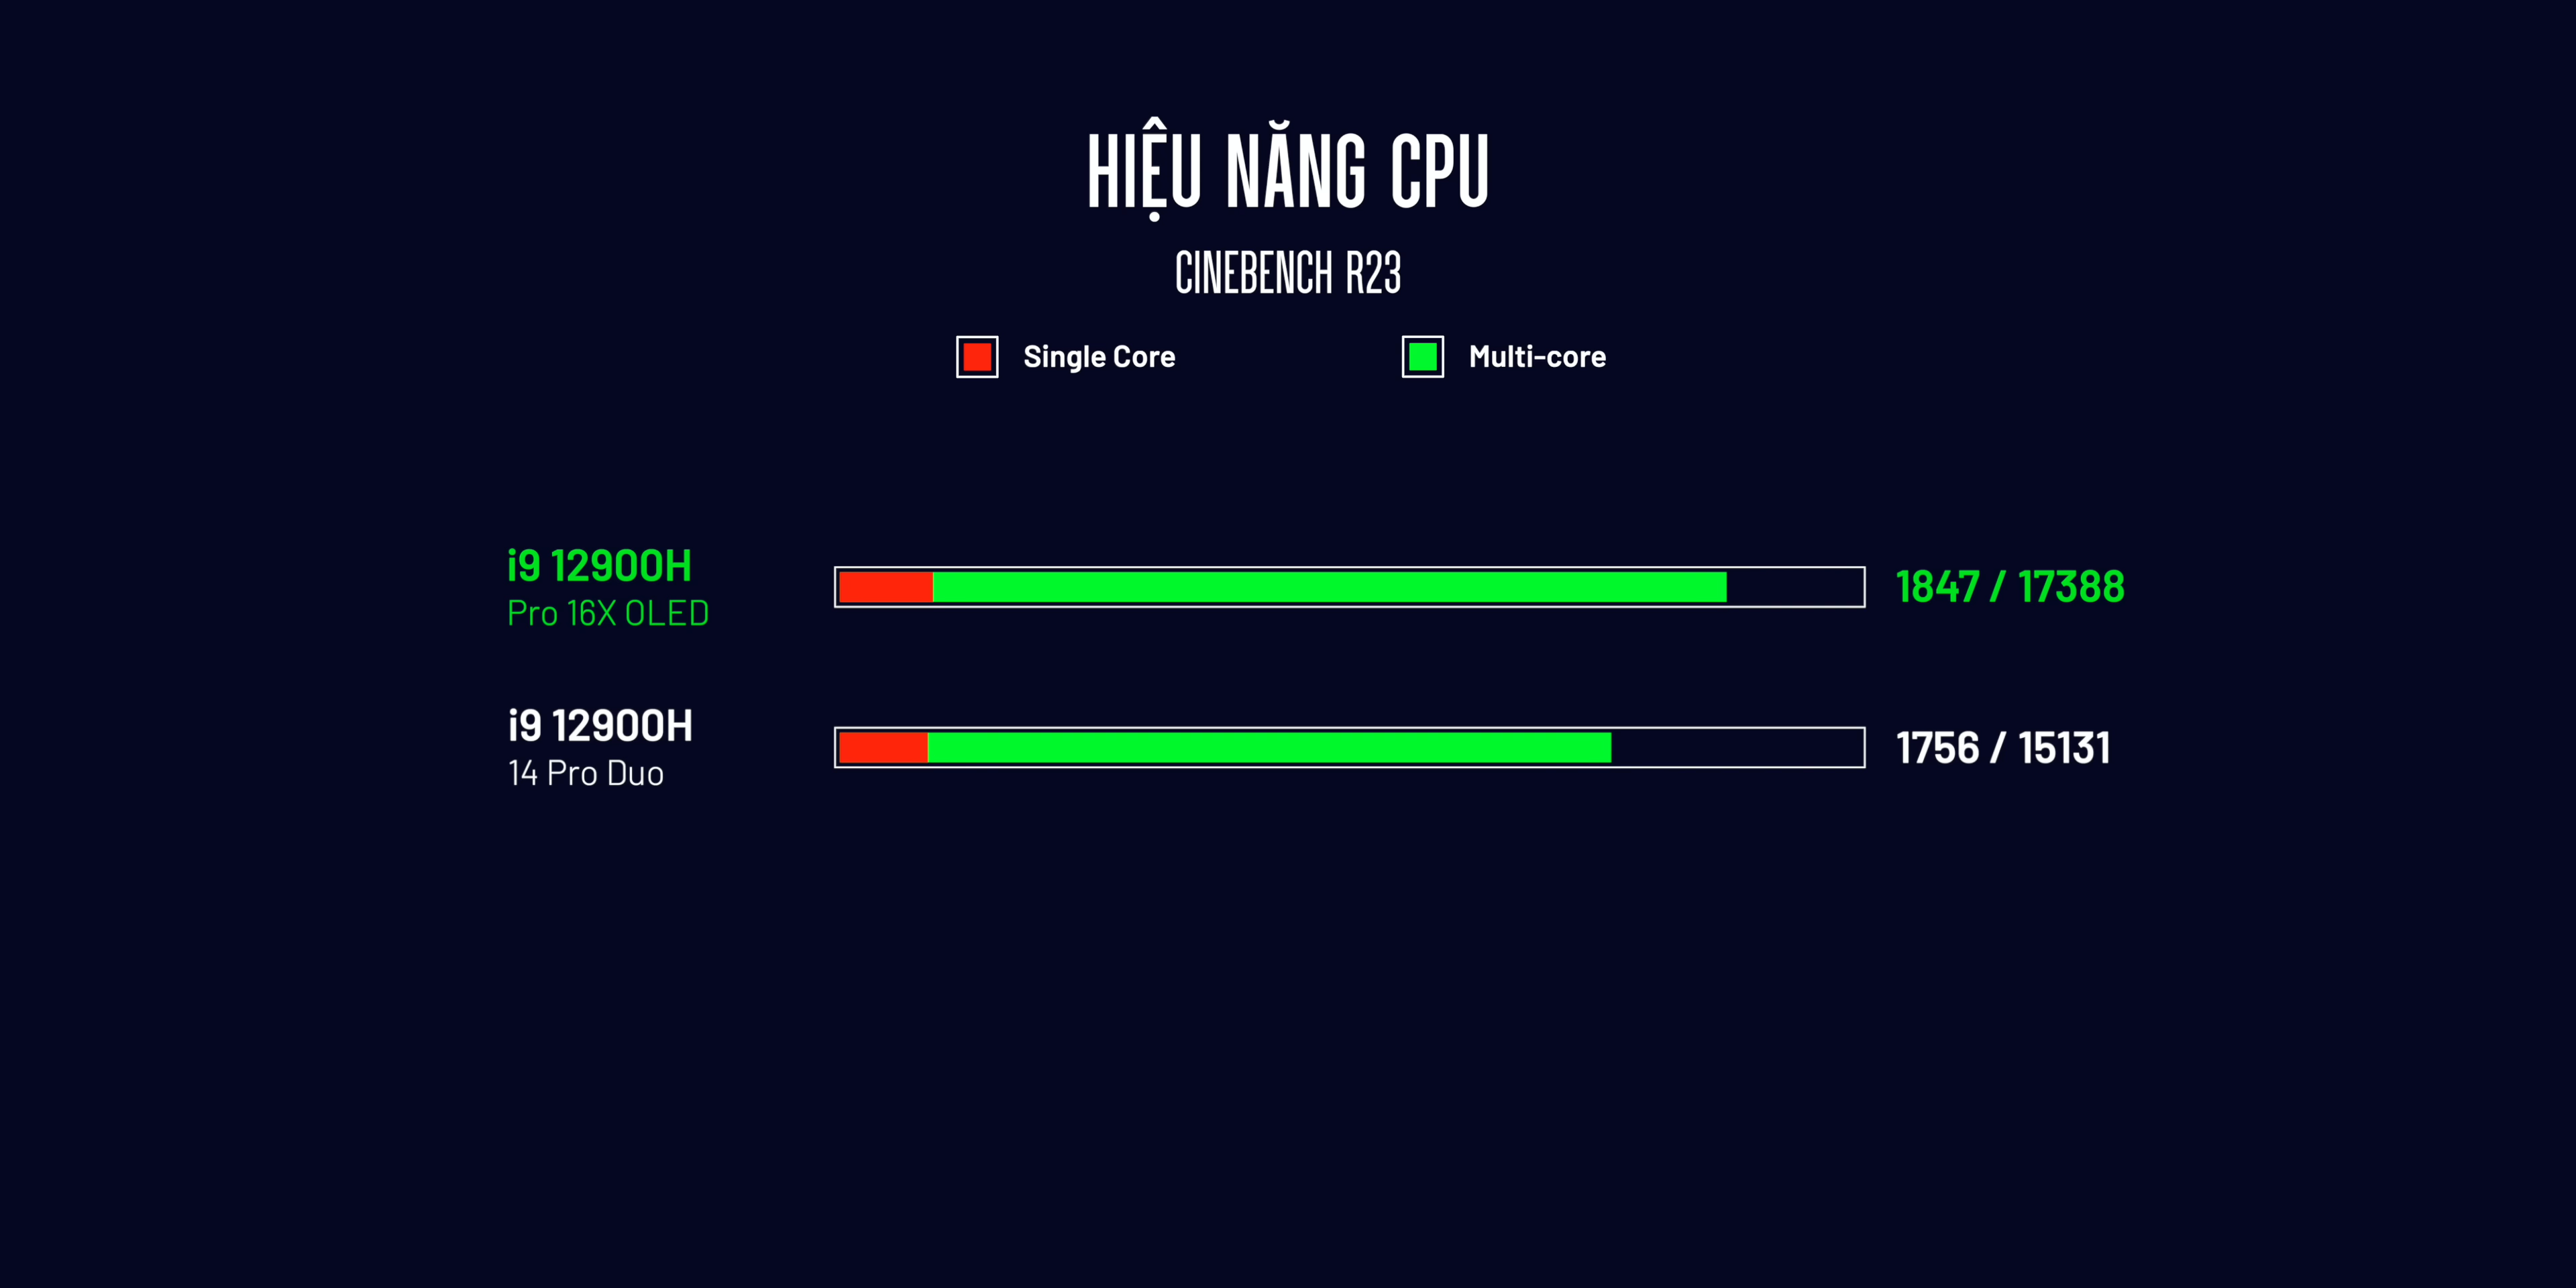 HIỆU NĂNG CPU
CINEBENCH R23
Single Core
Multi-core
i9 12900H
Pro 16X OLED
1847 / 17388
i9 12900H
14 Pro Duo
1756 / 15131